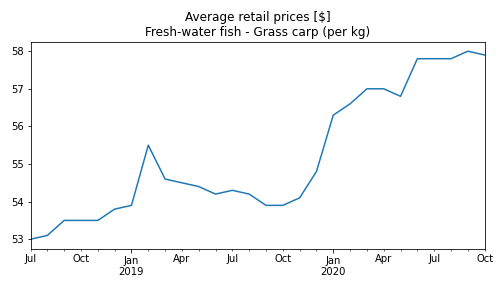 Average retail prices [$]
Fresh-water fish - Grass carp (per kg)
58
57
56
55
54
53
Jul Oct Jan Apr Jul Oct Jan Apr Jul Oct
2019 2020